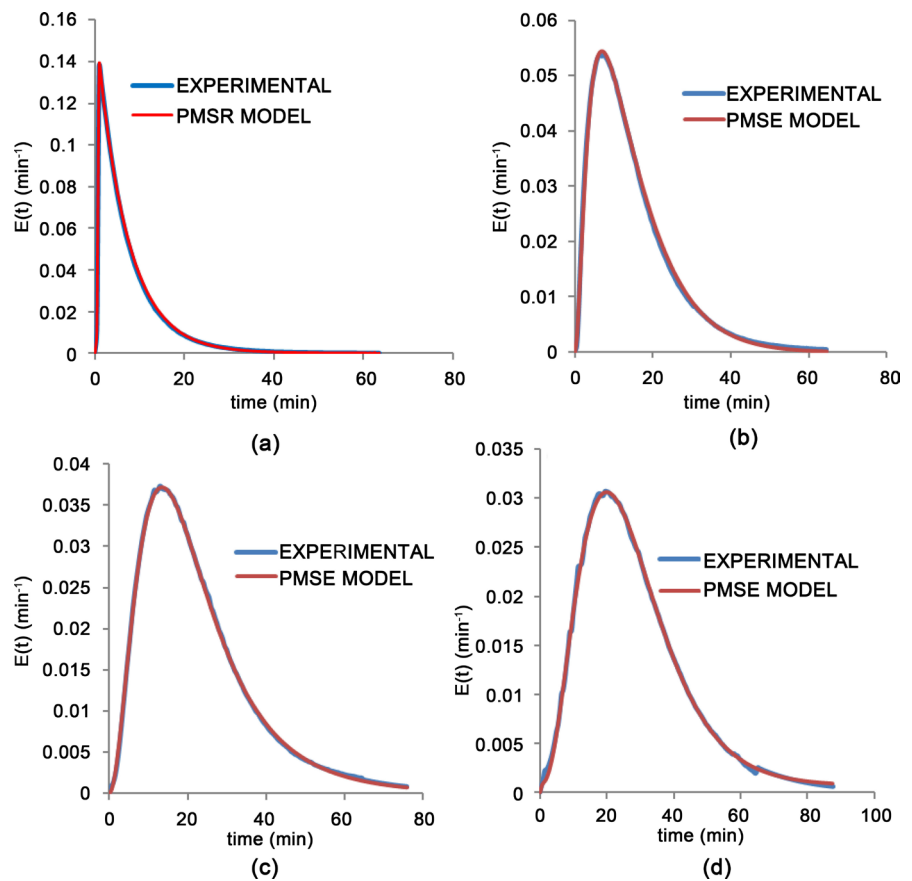 0.16
0.14
0.12
0.1
0.08
0.06
0.04
0.02
0
E(t) (min⁻¹)
EXPERIMENTAL
PMSR MODEL
0 20 40 60 80
time (min)
(a)
0.06
0.05
0.04
0.03
0.02
0.01
0
E(t) (min⁻¹)
EXPERIMENTAL
PMSE MODEL
0 20 40 60 80
time (min)
(b)
0.04
0.035
0.03
0.025
0.02
0.015
0.01
0.005
0
E(t) (min⁻¹)
EXPERIMENTAL
PMSE MODEL
0 20 40 60 80
time (min)
(c)
0.035
0.03
0.025
0.02
0.015
0.01
0.005
0
E(t) (min⁻¹)
EXPERIMENTAL
PMSE MODEL
0 20 40 60 80 100
time (min)
(d)